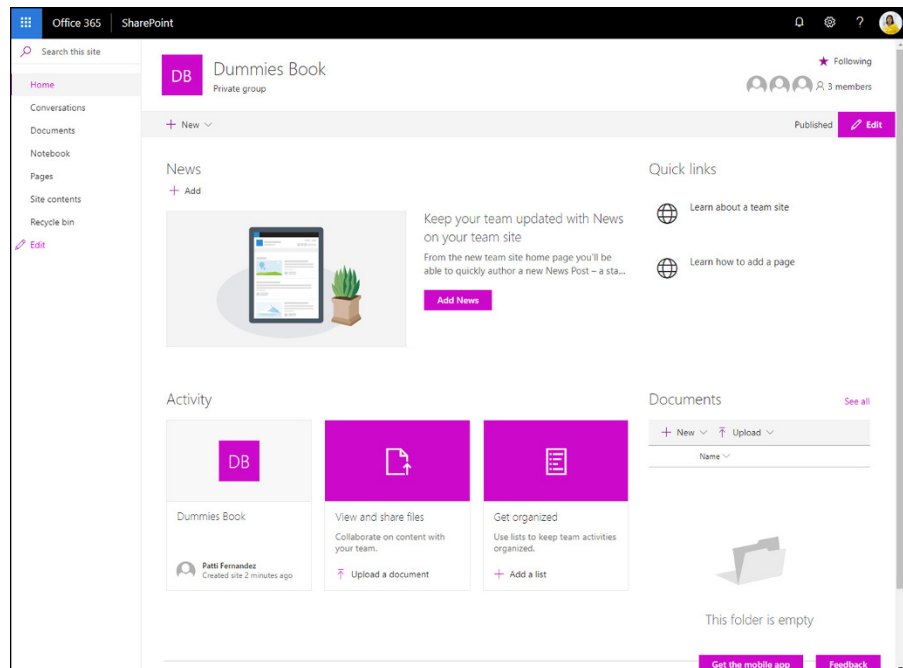 Office 365 SharePoint ?
Search this site
Home
Conversations
Documents
Notebook
Pages
Site contents
Recycle bin
Edit
DB
Dummies Book
Private group
Following
3 members
+ New
Published
Edit
News
+ Add
Keep your team updated with News
on your team site
From the new team site home page you'll be
able to quickly author a new News Post – a sta...
Add News
Quick links
Learn about a team site
Learn how to add a page
Activity
DB
Dummies Book
Patti Fernandez
Created site 2 minutes ago
View and share files
Collaborate on content with
your team.
Upload a document
Get organized
Use lists to keep team activities
organized.
+ Add a list
Documents
See all
+ New Upload
Name
This folder is empty
Get the mobile app
Feedback